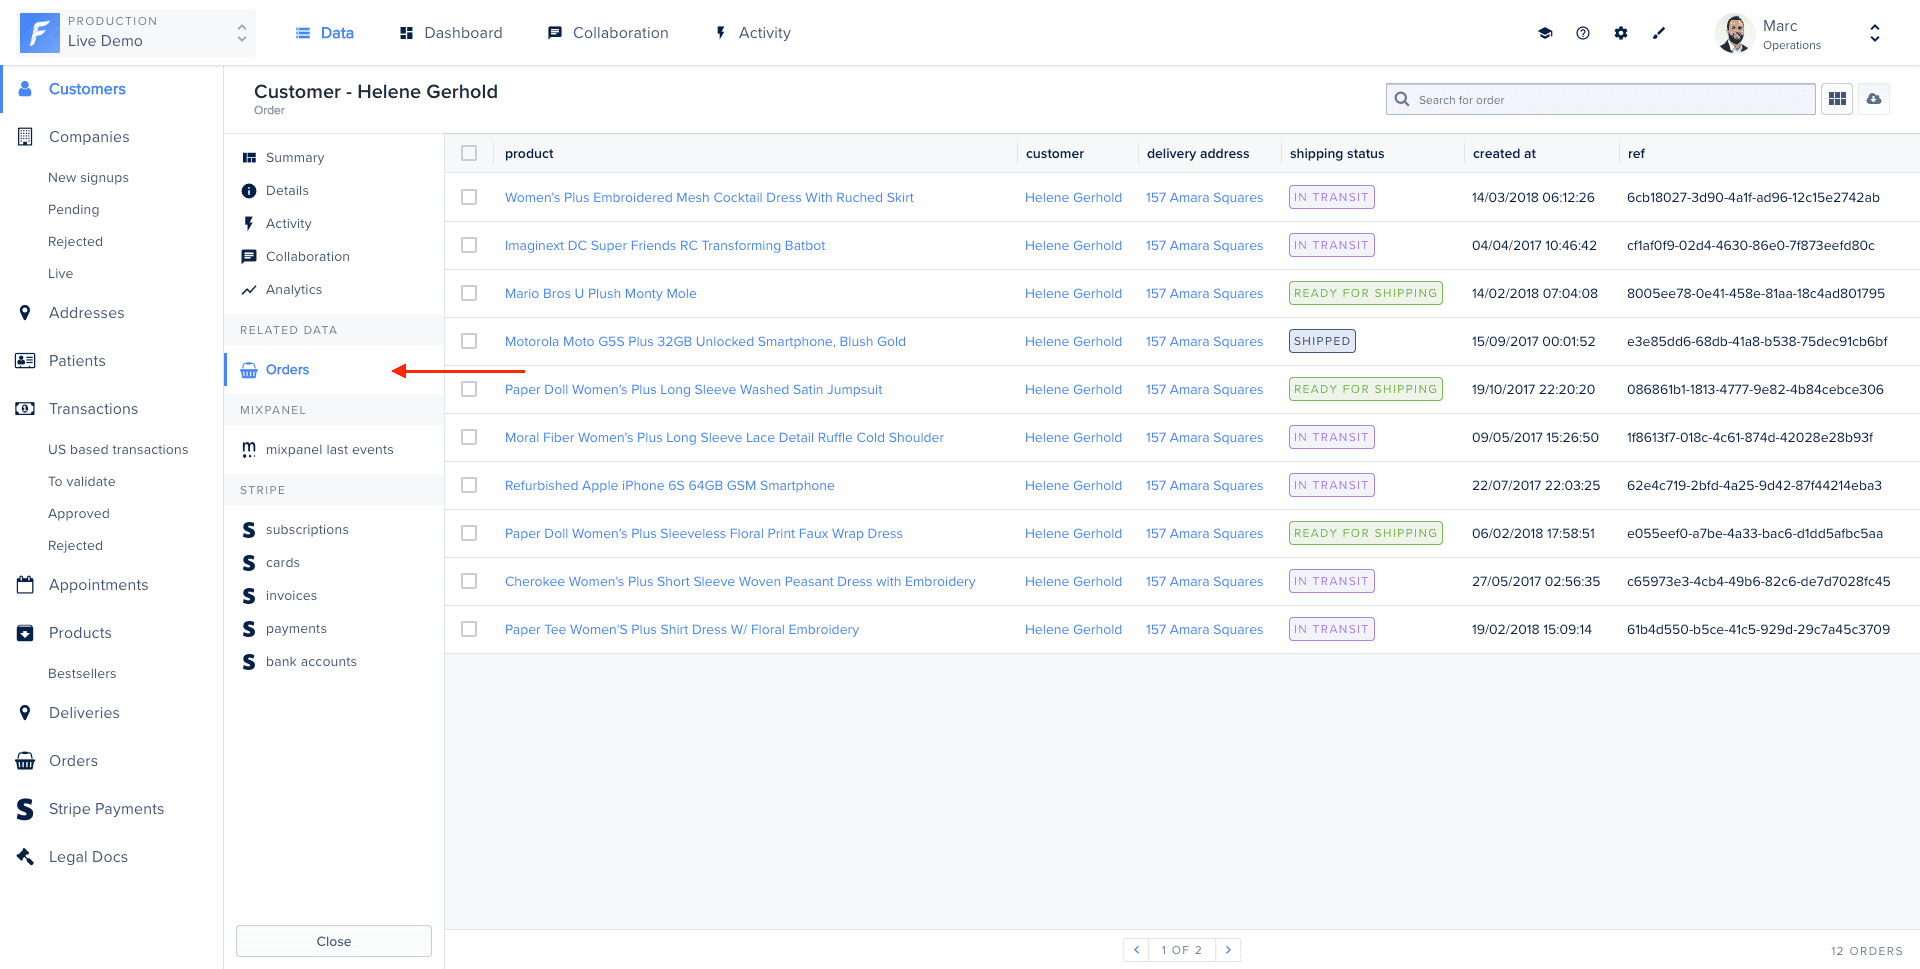 PRODUCTION
Live Demo
Data
Dashboard
Collaboration
Activity
Marc
Operations
Customers
Companies
New signups
Pending
Rejected
Live
Addresses
Patients
Transactions
US based transactions
To validate
Approved
Rejected
Appointments
Products
Bestsellers
Deliveries
Orders
Stripe Payments
Legal Docs
Customer - Helene Gerhold
Order
Search for order
Summary
Details
Activity
Collaboration
Analytics
RELATED DATA
Orders
MIXPANEL
mixpanel last events
STRIPE
subscriptions
cards
invoices
payments
bank accounts
Close
product customer delivery address shipping status created at ref
Women's Plus Embroidered Mesh Cocktail Dress With Ruched Skirt Helene Gerhold 157 Amara Squares IN TRANSIT 14/03/2018 06:12:26 6cb18027-3d90-4a1f-ad96-12c15e2742ab
Imaginext DC Super Friends RC Transforming Batbot Helene Gerhold 157 Amara Squares IN TRANSIT 04/04/2017 10:46:42 cf1af0f9-02d4-4630-86e0-7f873eefd80c
Mario Bros U Plush Monty Mole Helene Gerhold 157 Amara Squares READY FOR SHIPPING 14/02/2018 07:04:08 8005ee78-0e41-458e-81aa-18c4ad801795
Motorola Moto G5S Plus 32GB Unlocked Smartphone, Blush Gold Helene Gerhold 157 Amara Squares SHIPPED 15/09/2017 00:01:52 e3e85dd6-68db-41a8-b538-75dec91cb6bf
Paper Doll Women's Plus Long Sleeve Washed Satin Jumpsuit Helene Gerhold 157 Amara Squares READY FOR SHIPPING 19/10/2017 22:20:20 086861b1-1813-4777-9e82-4b84cebce306
Moral Fiber Women's Plus Long Sleeve Lace Detail Ruffle Cold Shoulder Helene Gerhold 157 Amara Squares IN TRANSIT 09/05/2017 15:26:50 1f8613f7-018c-4c61-874d-42028e28b93f
Refurbished Apple iPhone 6S 64GB GSM Smartphone Helene Gerhold 157 Amara Squares IN TRANSIT 22/07/2017 22:03:25 62e4c719-2bfd-4a25-9d42-87f44214eba3
Paper Doll Women's Plus Sleeveless Floral Print Faux Wrap Dress Helene Gerhold 157 Amara Squares READY FOR SHIPPING 06/02/2018 17:58:51 e055eef0-a7be-4a33-bac6-d1dd5afbc5aa
Cherokee Women's Plus Short Sleeve Woven Peasant Dress with Embroidery Helene Gerhold 157 Amara Squares IN TRANSIT 27/05/2017 02:56:35 c65973e3-4cb4-49b6-82c6-de7d7028fc45
Paper Tee Women'S Plus Shirt Dress W/ Floral Embroidery Helene Gerhold 157 Amara Squares IN TRANSIT 19/02/2018 15:09:14 61b4d550-b5ce-41c5-929d-29c7a45c3709
1 OF 2
12 ORDERS